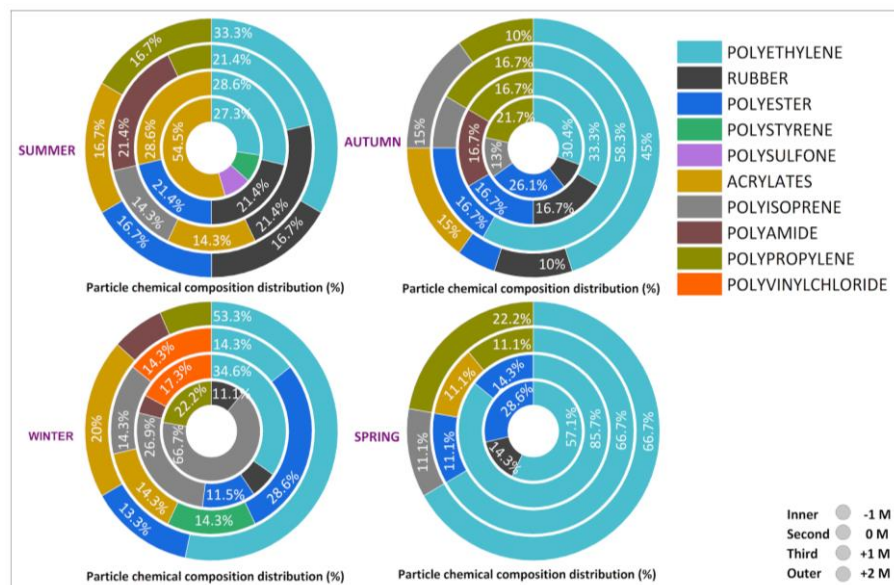 33.3%
21.4%
28.6%
27.3%
16.7%
16.7%
21.4%
28.6%
54.5%
21.4%
14.3%
16.7%
14.3%
21.4%
21.4%
16.7%
SUMMER
Particle chemical composition distribution (%)
10%
16.7%
16.7%
21.7%
15%
16.7%
13%
30.4%
33.3%
58.3%
45%
26.1%
16.7%
16.7%
16.7%
15%
10%
AUTUMN
Particle chemical composition distribution (%)
POLYETHYLENE
RUBBER
POLYESTER
POLYSTYRENE
POLYSULFONE
ACRYLATES
POLYISOPRENE
POLYAMIDE
POLYPROPYLENE
POLYVINYLCHLORIDE
53.3%
14.3%
34.6%
11.1%
14.3%
17.3%
22.2%
20%
14.3%
26.9%
66.7%
11.5%
28.6%
14.3%
14.3%
13.3%
WINTER
Particle chemical composition distribution (%)
22.2%
11.1%
14.3%
28.6%
11.1%
11.1%
11.1%
14.3%
57.1%
85.7%
66.7%
66.7%
SPRING
Particle chemical composition distribution (%)
Inner -1 M
Second 0 M
Third +1 M
Outer +2 M